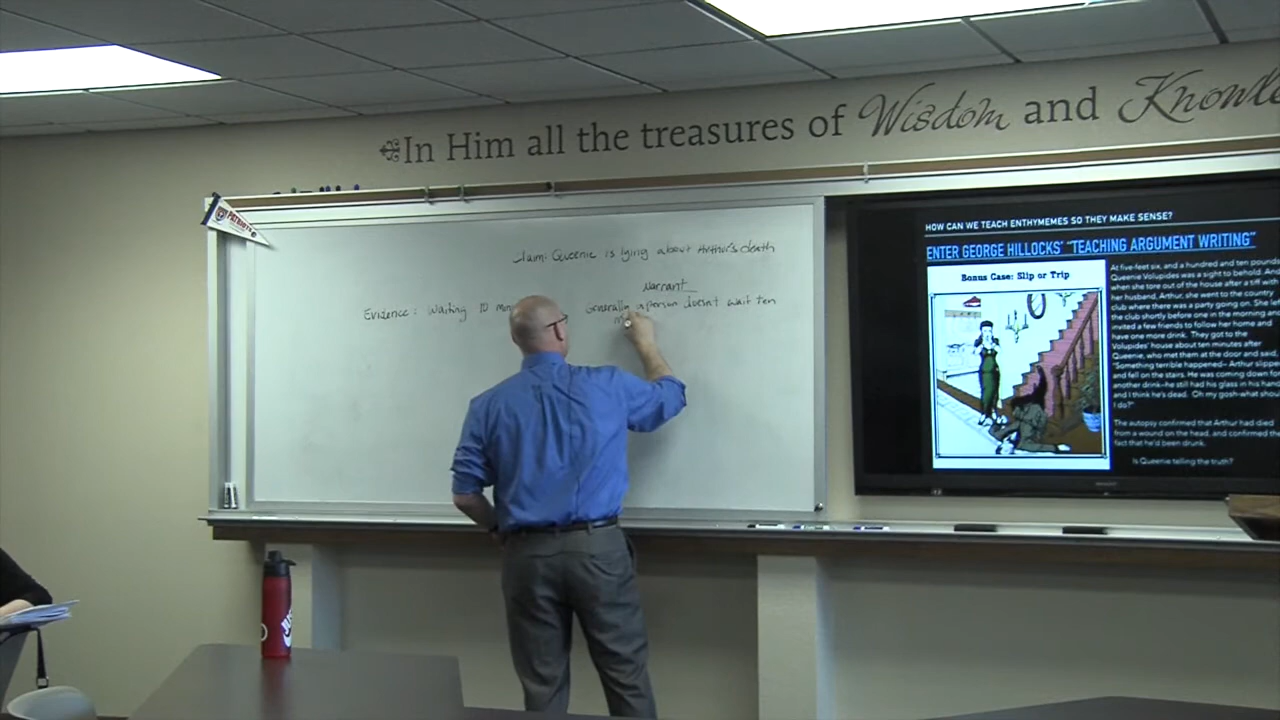 In Him all the treasures of Wisdom and
PATRIOTS
Claim: Queenie is lying about Arthur's death
Warrant
Evidence: Waiting 10
Generally a person doesn't wait ten
HOW CAN WE TEACH ENTHYMEMES SO THEY MAKE SENSE?
ENTER GEORGE HILLOCKS' "TEACHING ARGUMENT WRITING"
Bonus Case: Slip or Trip
At five-feet six, and a hundred and ten pounds
Queenie Volupides was a sight to behold. And
when she tore out of the house after a tiff with
her husband, Arthur, she went to the country
club where there was a party going on. She left
the club shortly before one in the morning and
invited a few friends to follow her home and
have one more drink. They got to the
Volupides' house about ten minutes after
Queenie, who met them at the door and said,
"Something terrible happened- Arthur slipped
and fell on the stairs. He was coming down for
another drink-he still had his glass in his hand
and I think he's dead. Oh my gosh-what shou
I do?"
The autopsy confirmed that Arthur had died
from a wound on the head, and confirmed the
fact that he'd been drunk.
Is Queenie telling the truth?